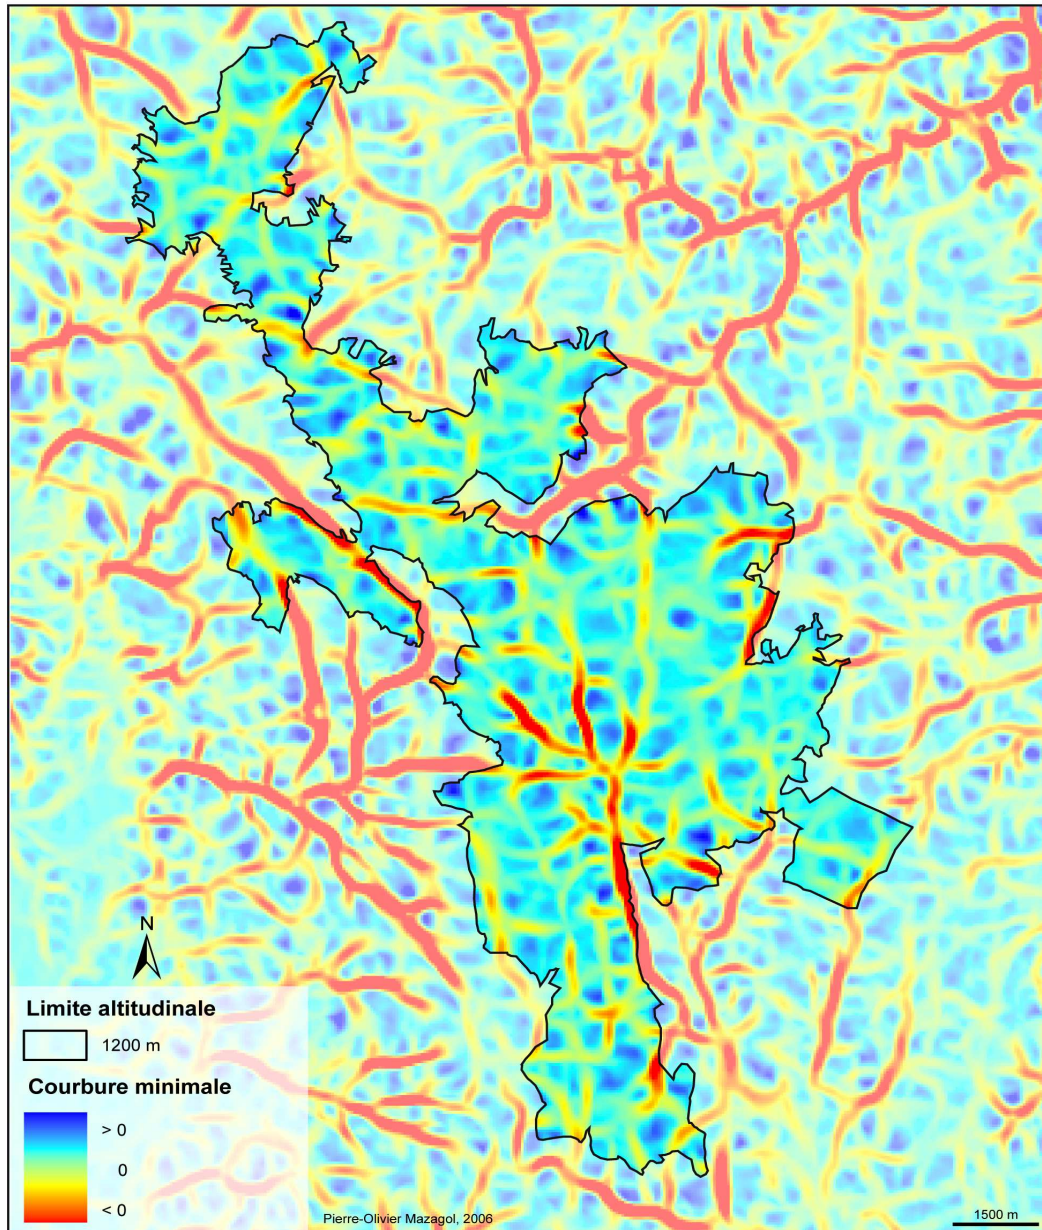 N
Limite altitudinale
1200 m
Courbure minimale
> 0
0
< 0
Pierre-Olivier Mazagol, 2006
1500 m